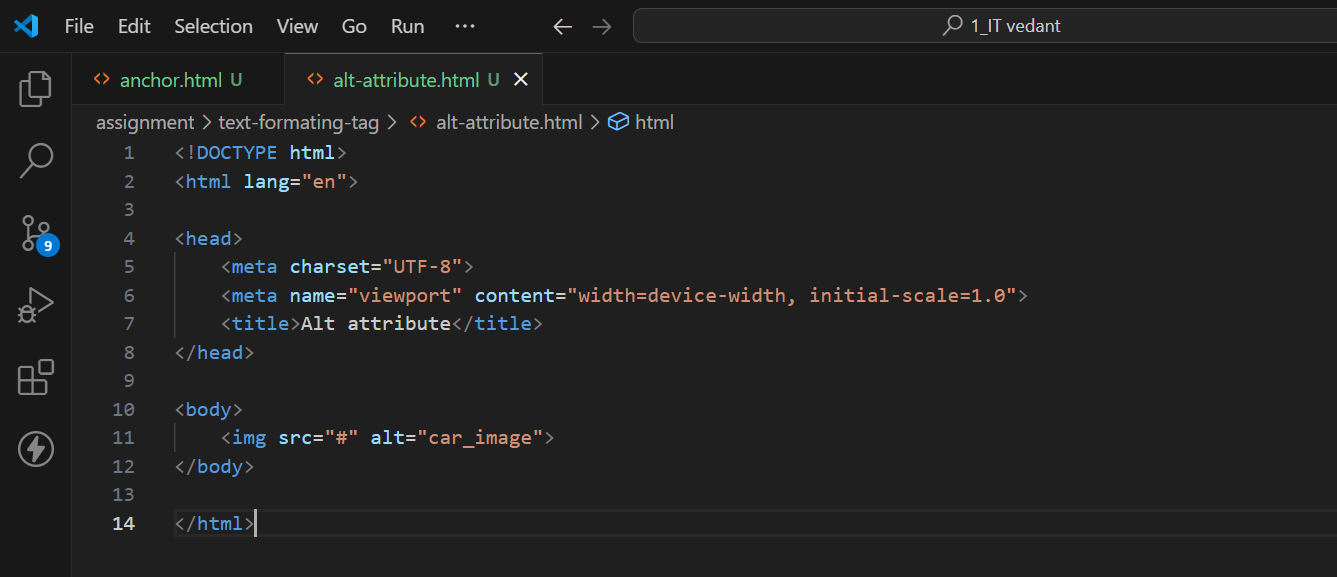 File Edit Selection View Go Run ··· 1_IT vedant
anchor.html U alt-attribute.html U
assignment > text-formating-tag > alt-attribute.html > html
1 <!DOCTYPE html>
2 <html lang="en">
3
4 <head>
5 <meta charset="UTF-8">
6 <meta name="viewport" content="width=device-width, initial-scale=1.0">
7 <title>Alt attribute</title>
8 </head>
9
10 <body>
11 <img src="#" alt="car_image">
12 </body>
13
14 </html>
9